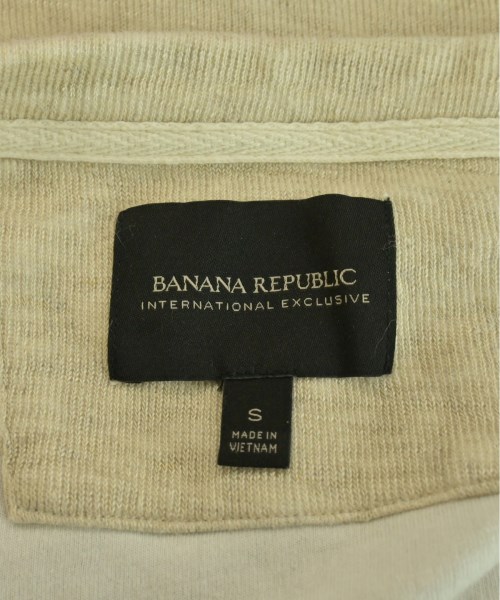 BANANA REPUBLIC
INTERNATIONAL EXCLUSIVE
S
MADE IN
VIETNAM